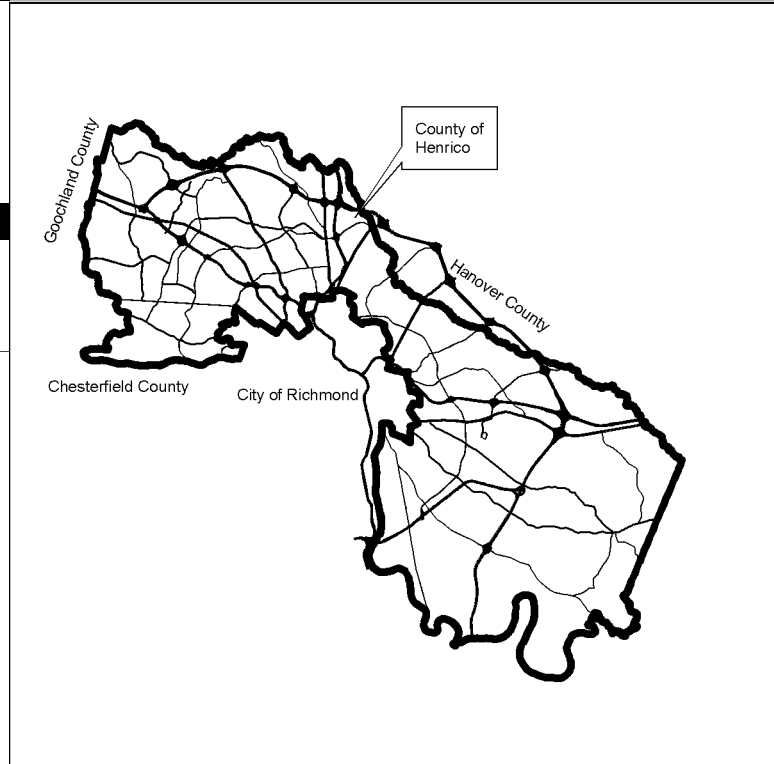 Goochland County
County of
Henrico
Hanover County
Chesterfield County
City of Richmond